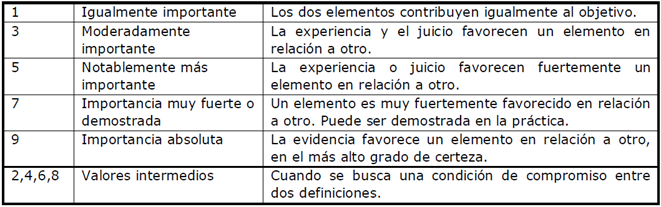 1 Igualmente importante Los dos elementos contribuyen igualmente al objetivo.
3 Moderadamente La experiencia y el juicio favorecen un elemento en
importante relación a otro.
5 Notablemente más La experiencia o juicio favorecen fuertemente un
importante elemento en relación a otro.
7 Importancia muy fuerte o Un elemento es muy fuertemente favorecido en relación
demostrada a otro. Puede ser demostrada en la práctica.
9 Importancia absoluta La evidencia favorece un elemento en relación a otro,
en el más alto grado de certeza.
2,4,6,8 Valores intermedios Cuando se busca una condición de compromiso entre
dos definiciones.